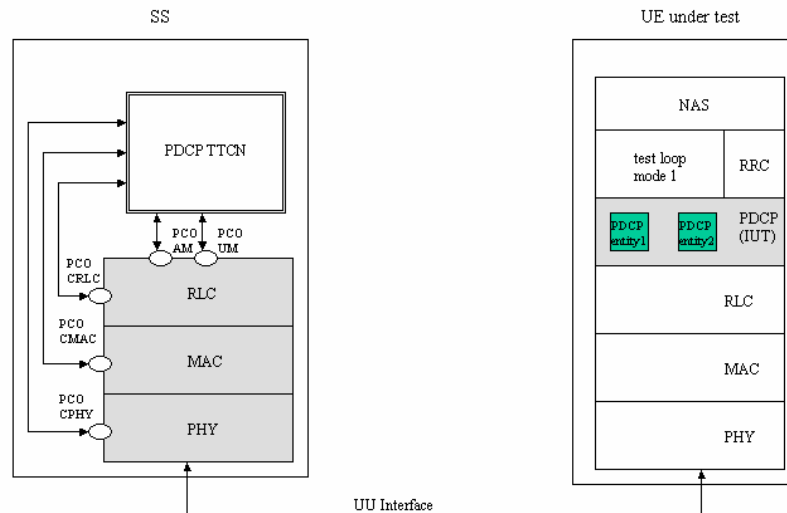 SS
PDCP TTCN
PCO
AM
PCO
UM
PCO
CRLC
RLC
PCO
CMAC
MAC
PCO
CPHY
PHY
UE under test
NAS
test loop
mode 1
RRC
PDCP
entity1
PDCP
entity2
PDCP
(IUT)
RLC
MAC
PHY
UU Interface